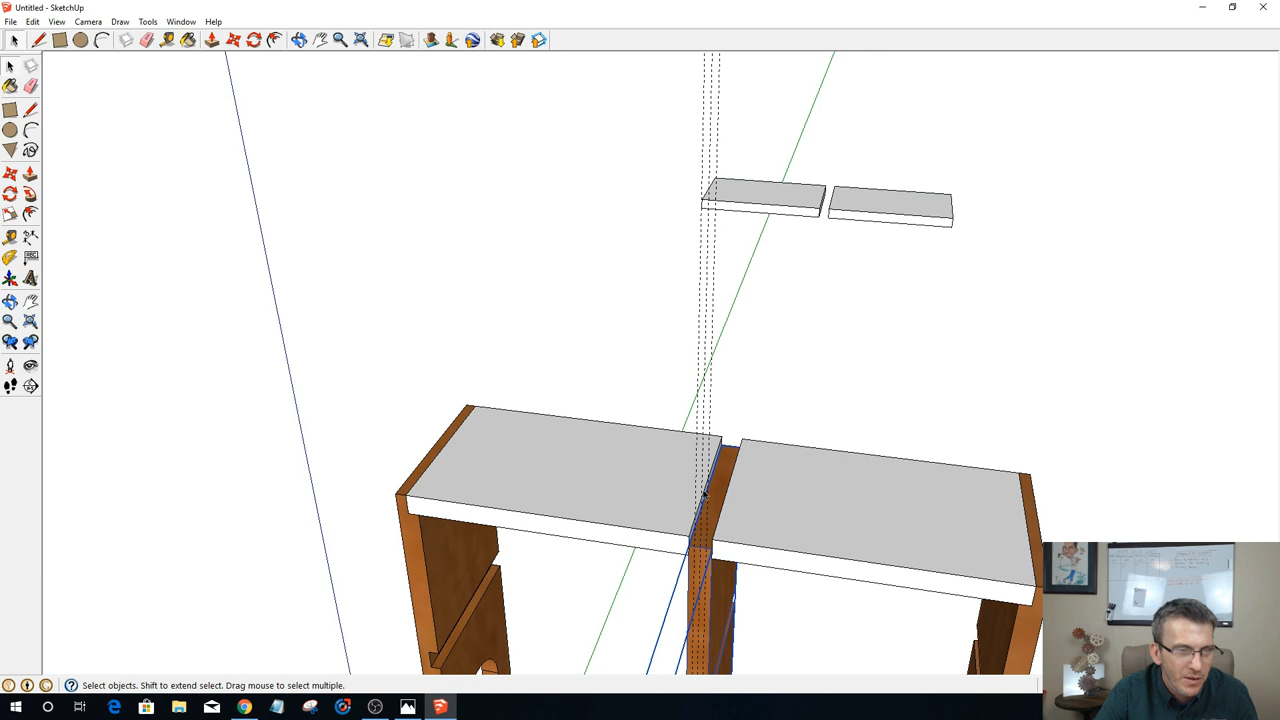 Untitled - SketchUp
File Edit View Camera Draw Tools Window Help
Select objects. Shift to extend select. Drag mouse to select multiple.